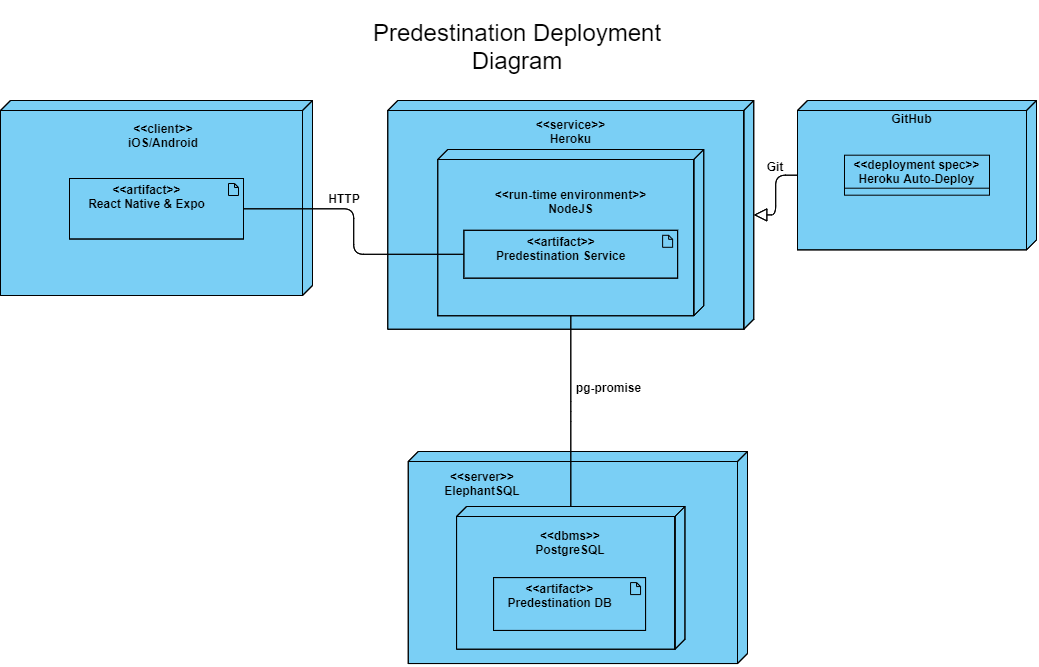 Predestination Deployment
Diagram
<<client>>
iOS/Android
<<artifact>>
React Native & Expo
HTTP
<<service>>
Heroku
<<run-time environment>>
NodeJS
<<artifact>>
Predestination Service
Git
GitHub
<<deployment spec>>
Heroku Auto-Deploy
pg-promise
<<server>>
ElephantSQL
<<dbms>>
PostgreSQL
<<artifact>>
Predestination DB